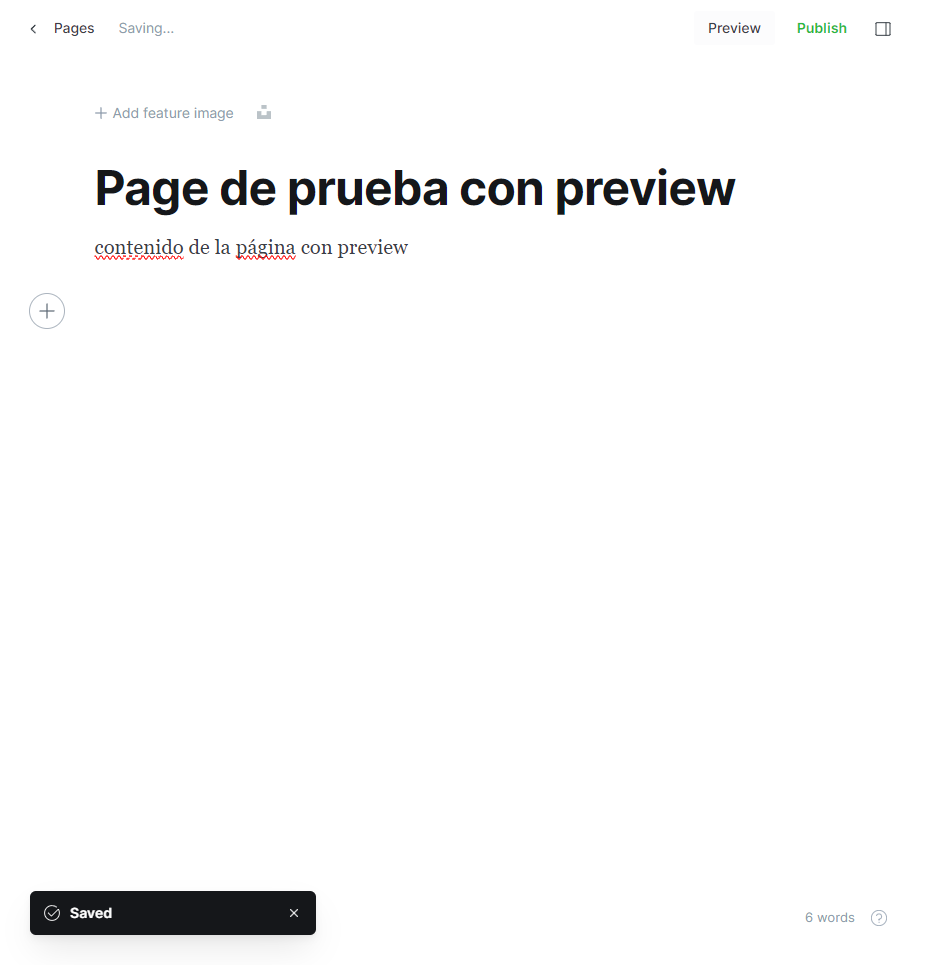 Pages Saving... Preview Publish
Add feature image
Page de prueba con preview
contenido de la página con preview
Saved
6 words